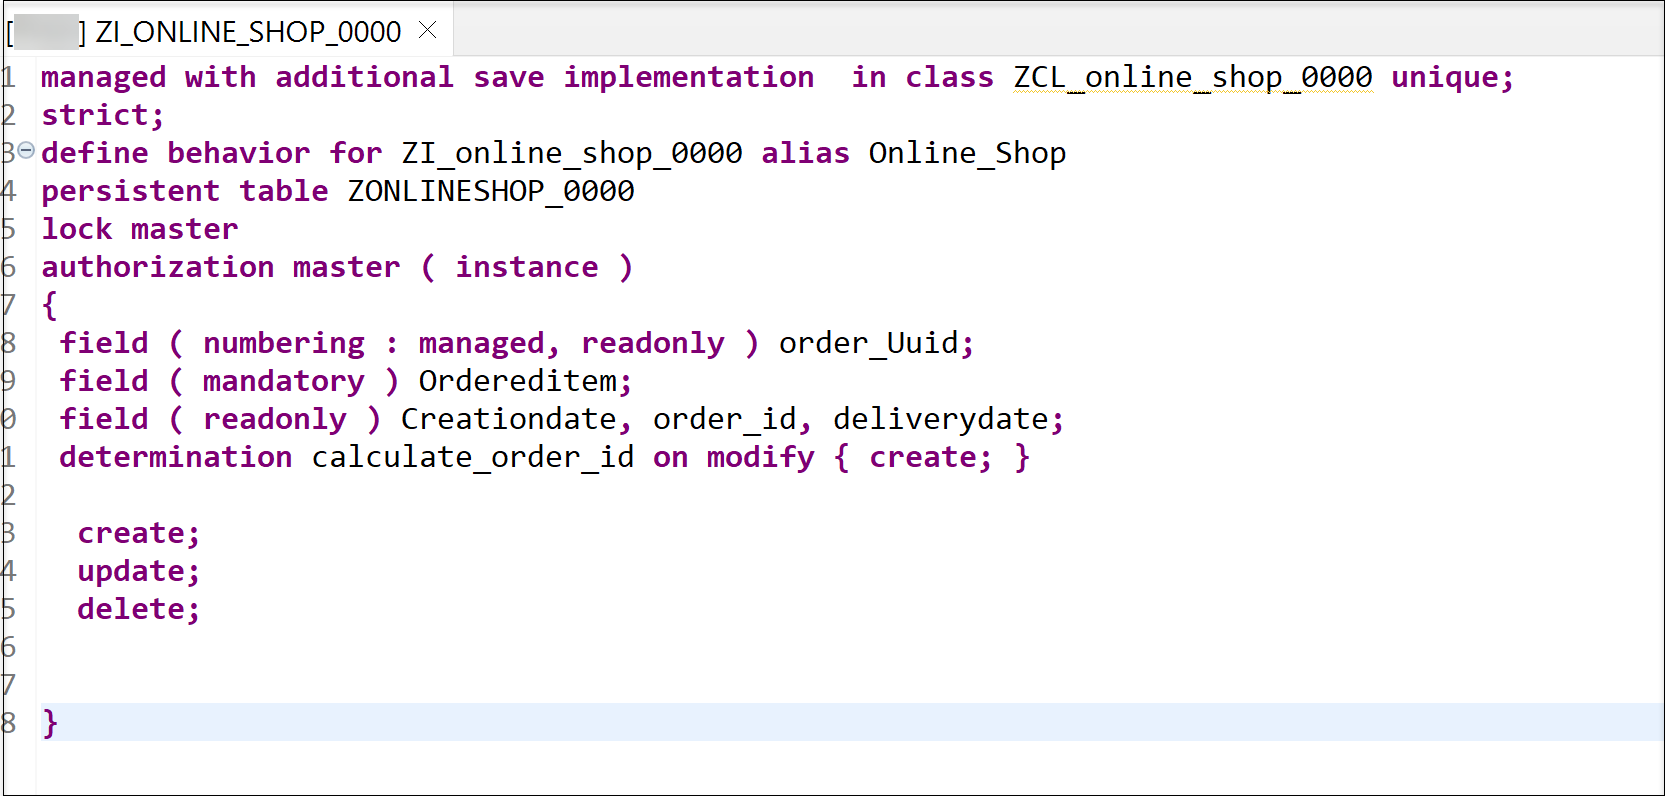 [ ] ZI_ONLINE_SHOP_0000
1 managed with additional save implementation  in class ZCL_online_shop_0000 unique;
2 strict;
3 define behavior for ZI_online_shop_0000 alias Online_Shop
4 persistent table ZONLINESHOP_0000
5 lock master
6 authorization master ( instance )
7 {
8  field ( numbering : managed, readonly ) order_Uuid;
9  field ( mandatory ) Ordereditem;
0  field ( readonly ) Creationdate, order_id, deliverydate;
1  determination calculate_order_id on modify { create; }
2
3   create;
4   update;
5   delete;
6
7
8 }